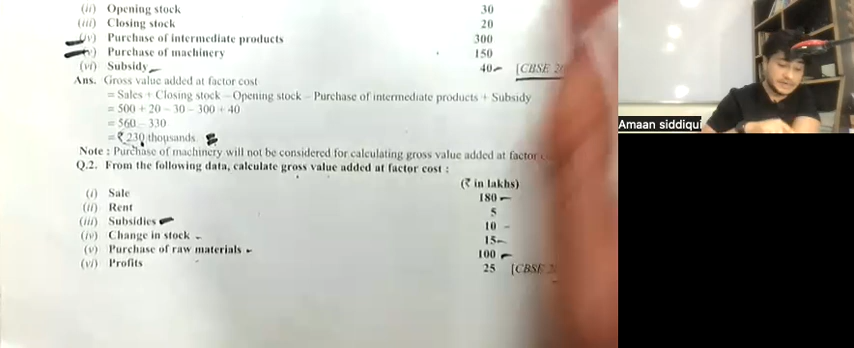 (ii) Opening stock 30
(iii) Closing stock 20
(iv) Purchase of intermediate products 300
(v) Purchase of machinery 150
(vi) Subsidy 40 [CBSE 20
Ans. Gross value added at factor cost
= Sales + Closing stock – Opening stock – Purchase of intermediate products + Subsidy
= 500 + 20 – 30 – 300 + 40
= 560 – 330
= ₹ 230 thousands
Note : Purchase of machinery will not be considered for calculating gross value added at factor
Q.2. From the following data, calculate gross value added at factor cost :
(₹ in lakhs)
(i) Sale 180
(ii) Rent 5
(iii) Subsidies 10
(iv) Change in stock 15
(v) Purchase of raw materials 100
(vi) Profits 25 [CBSE
Amaan siddiqui